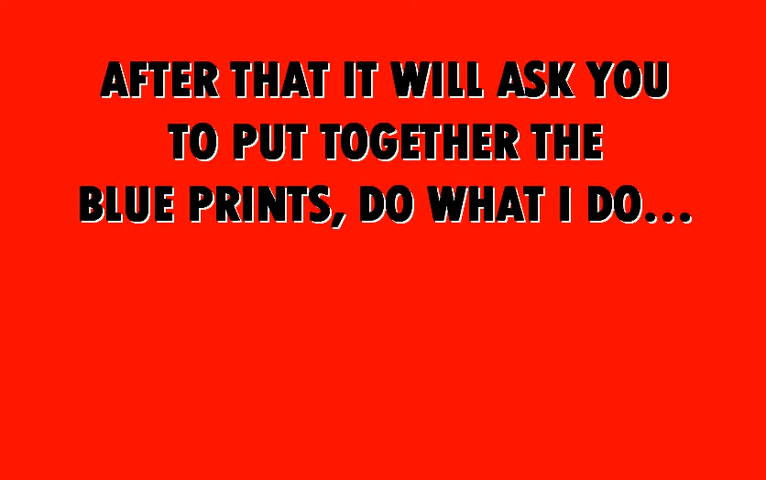 AFTER THAT IT WILL ASK YOU
TO PUT TOGETHER THE
BLUE PRINTS, DO WHAT I DO...